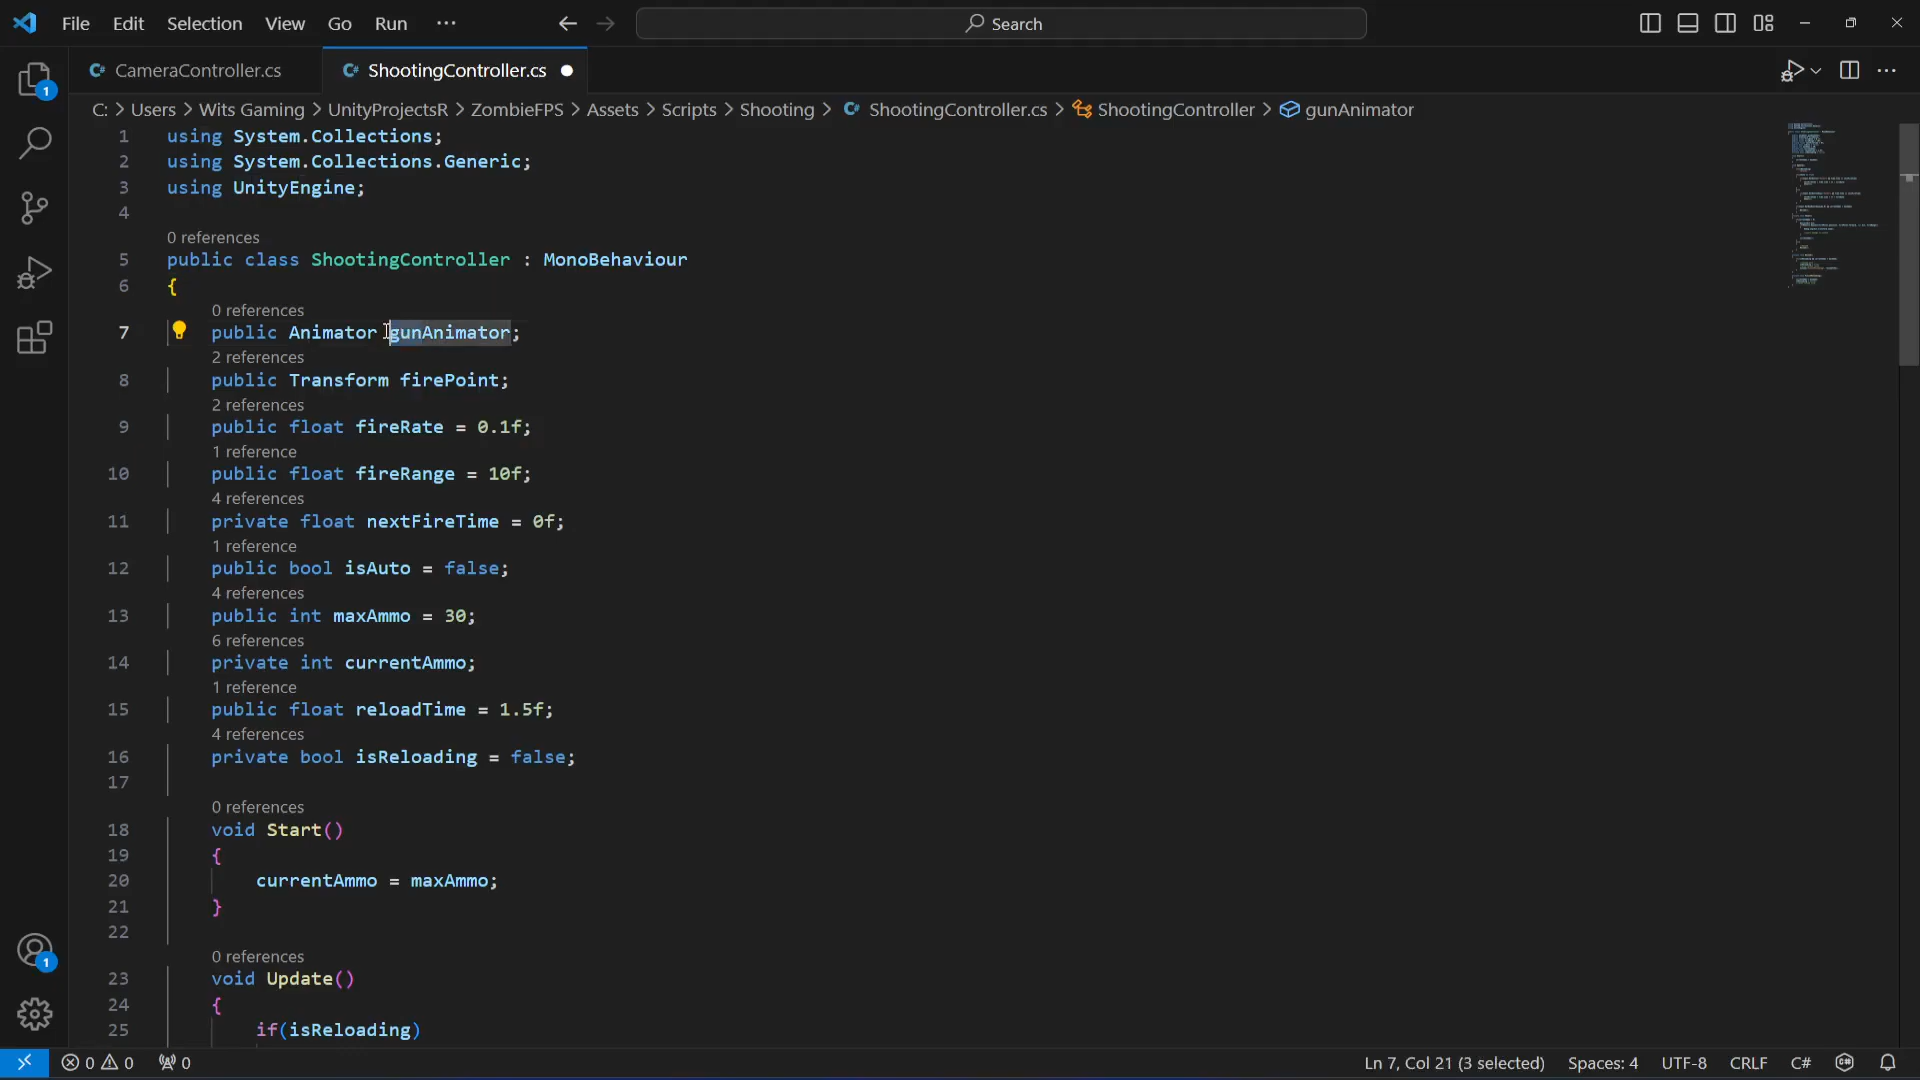 File Edit Selection View Go Run ··· Search
CameraController.cs ShootingController.cs
C: > Users > Wits Gaming > UnityProjectsR > ZombieFPS > Assets > Scripts > Shooting > ShootingController.cs > ShootingController > gunAnimator
1 using System.Collections;
2 using System.Collections.Generic;
3 using UnityEngine;
4
0 references
5 public class ShootingController : MonoBehaviour
6 {
0 references
7 public Animator gunAnimator;
2 references
8 public Transform firePoint;
2 references
9 public float fireRate = 0.1f;
1 reference
10 public float fireRange = 10f;
4 references
11 private float nextFireTime = 0f;
1 reference
12 public bool isAuto = false;
4 references
13 public int maxAmmo = 30;
6 references
14 private int currentAmmo;
1 reference
15 public float reloadTime = 1.5f;
4 references
16 private bool isReloading = false;
17
0 references
18 void Start()
19 {
20 currentAmmo = maxAmmo;
21 }
22
0 references
23 void Update()
24 {
25 if(isReloading)
1
1
0 0 0 Ln 7, Col 21 (3 selected) Spaces: 4 UTF-8 CRLF C#